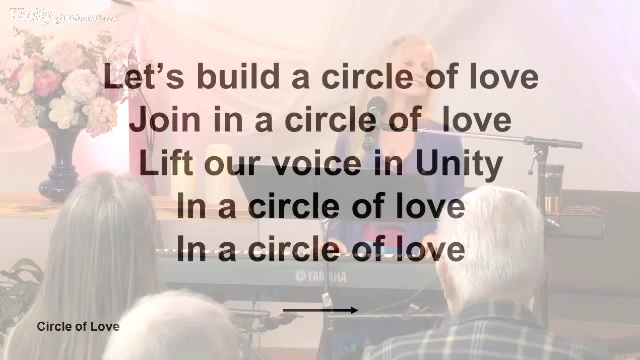 Unity
Let’s build a circle of love
Join in a circle of  love
Lift our voice in Unity
In a circle of love
In a circle of love
YAMAHA
Circle of Love